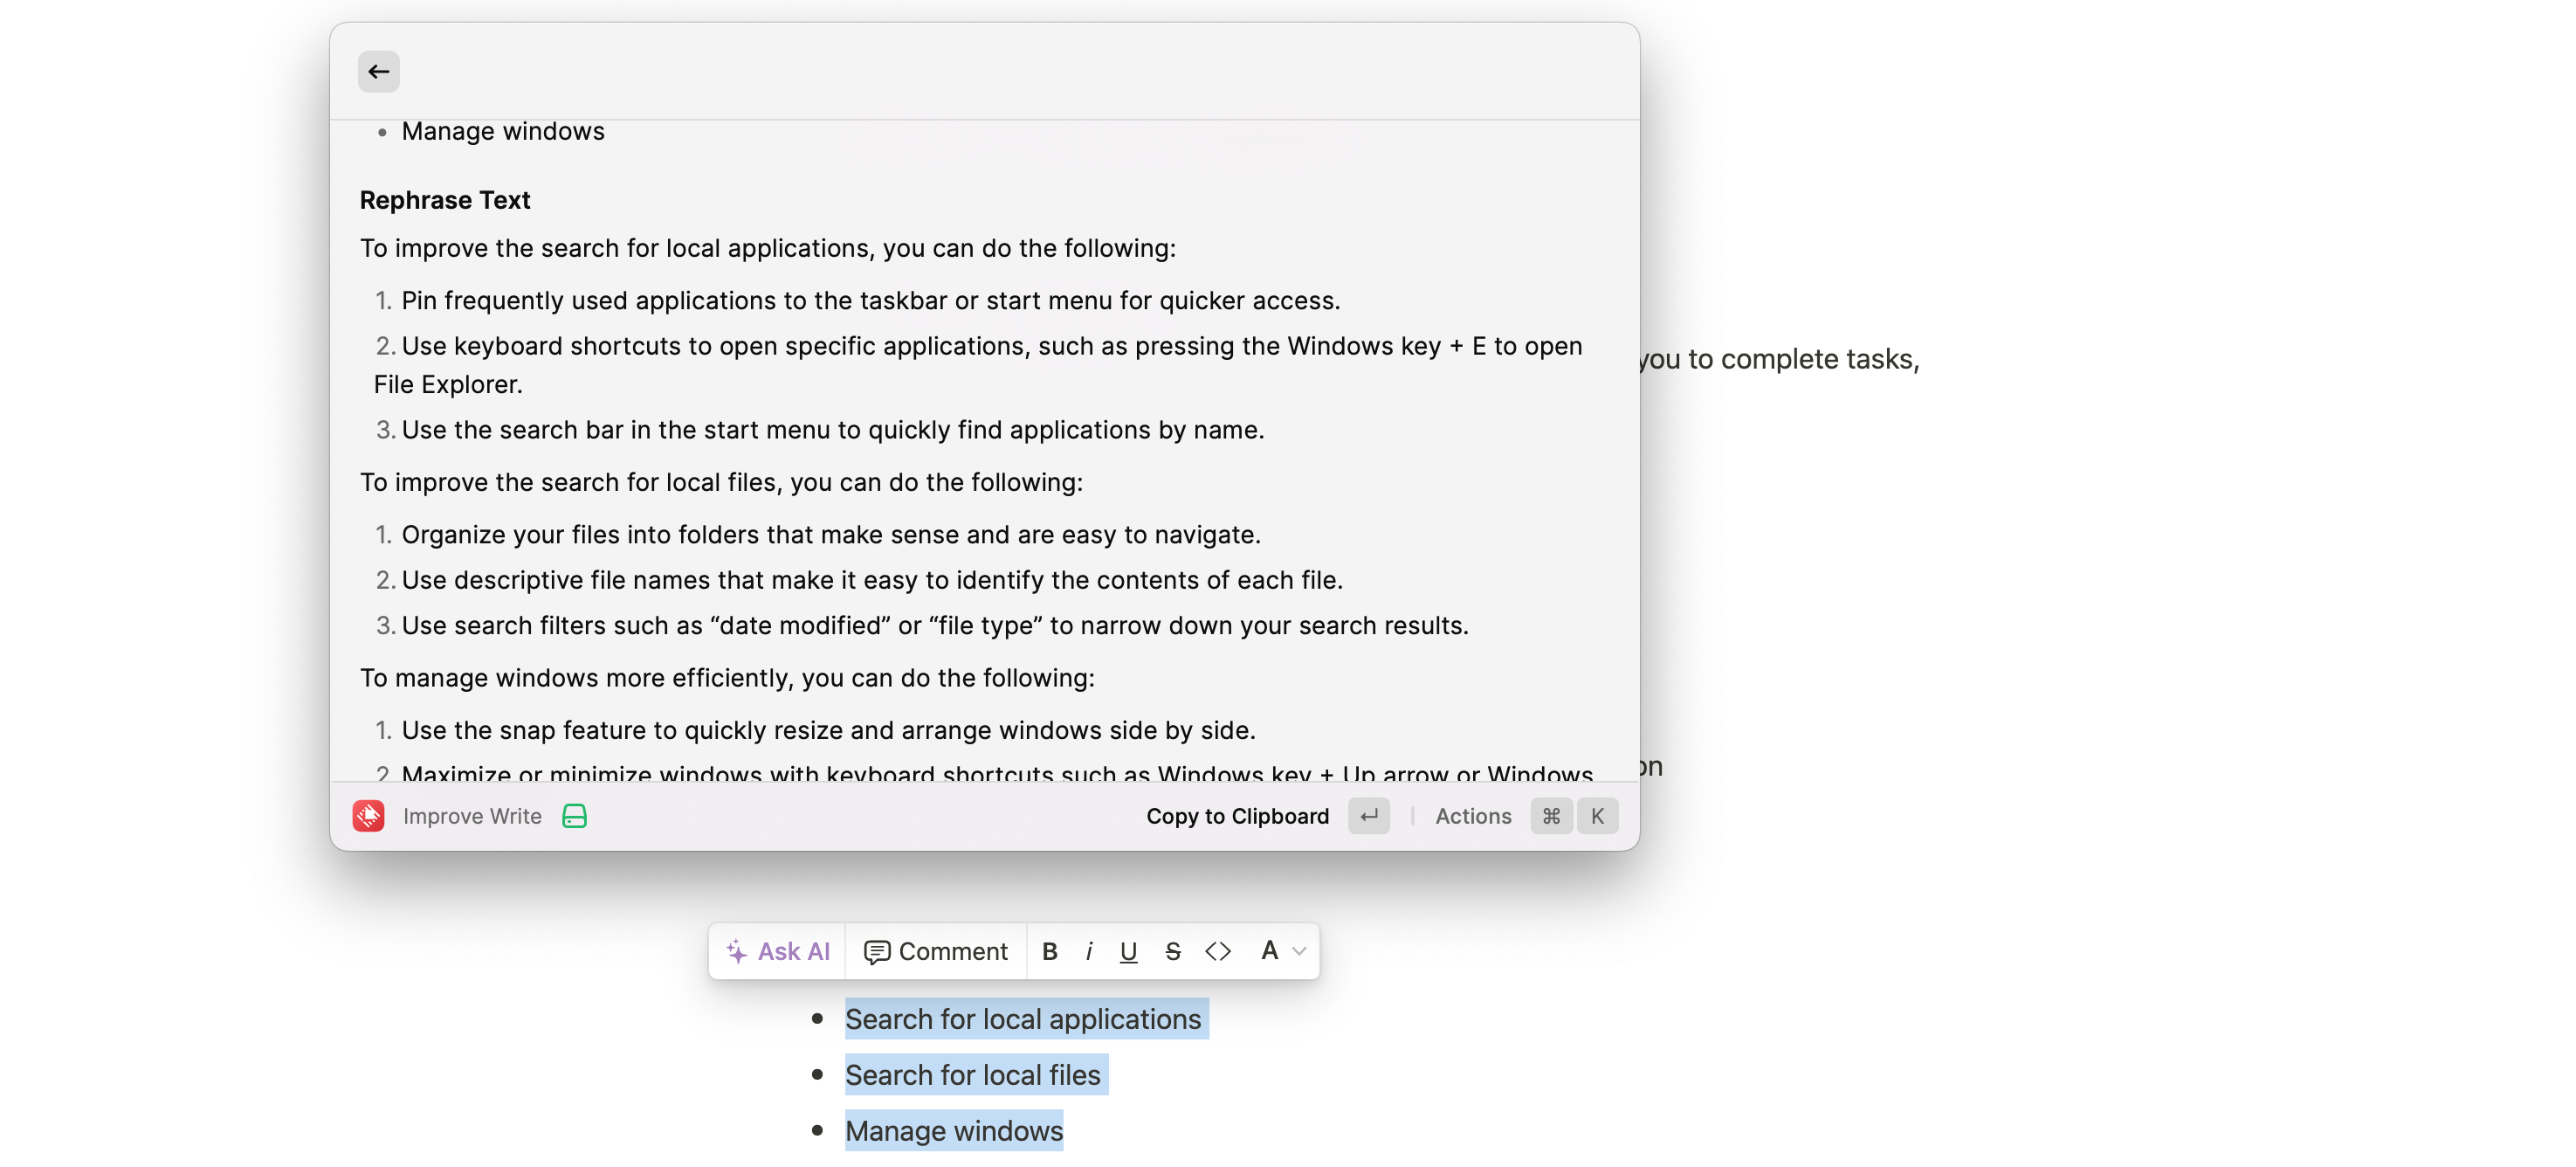 • Manage windows
Rephrase Text
To improve the search for local applications, you can do the following:
1. Pin frequently used applications to the taskbar or start menu for quicker access.
2. Use keyboard shortcuts to open specific applications, such as pressing the Windows key + E to open
File Explorer.
3. Use the search bar in the start menu to quickly find applications by name.
To improve the search for local files, you can do the following:
1. Organize your files into folders that make sense and are easy to navigate.
2. Use descriptive file names that make it easy to identify the contents of each file.
3. Use search filters such as “date modified” or “file type” to narrow down your search results.
To manage windows more efficiently, you can do the following:
1. Use the snap feature to quickly resize and arrange windows side by side.
2 Maximize or minimize windows with keyboard shortcuts such as Windows key + Up arrow or Windows
you to complete tasks,
on
Improve Write
Copy to Clipboard ↵ | Actions ⌘ K
Ask AI Comment B i U S <> A
• Search for local applications
• Search for local files
• Manage windows